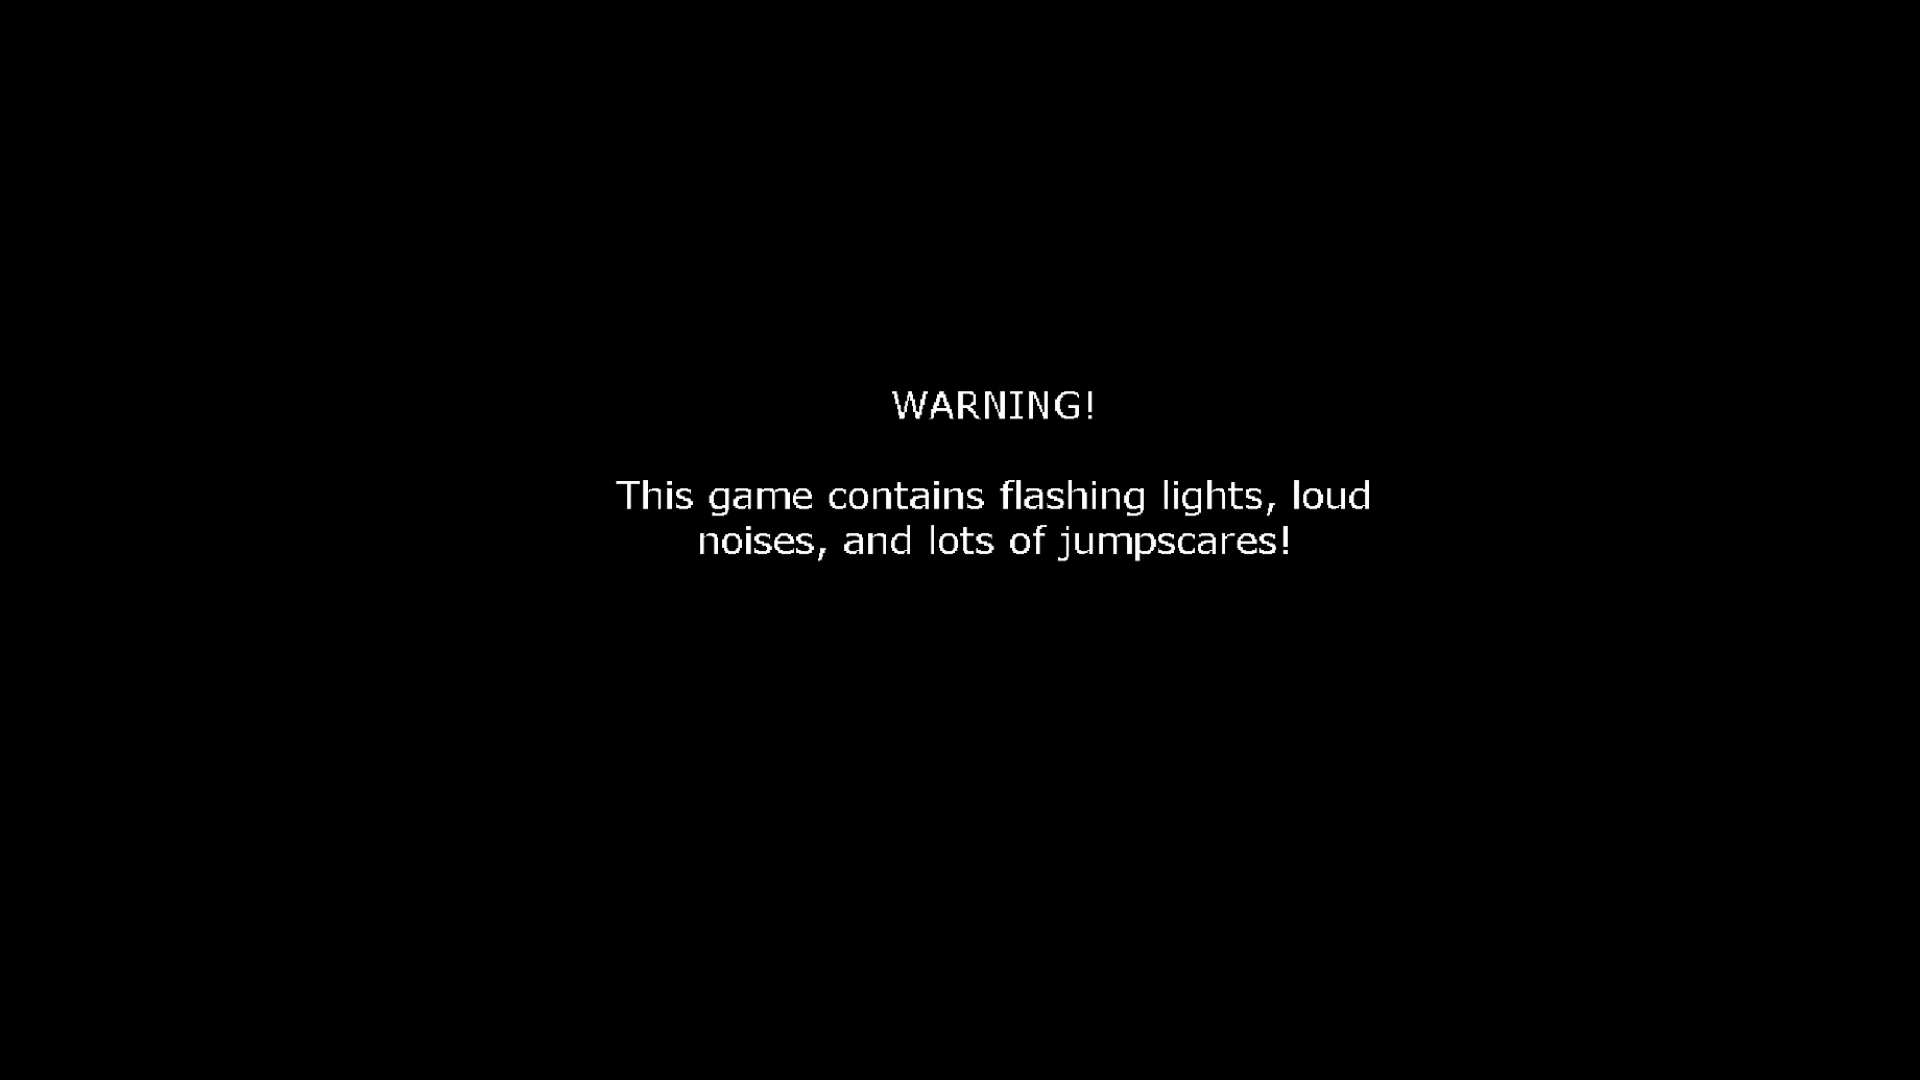 WARNING!
This game contains flashing lights, loud
noises, and lots of jumpscares!